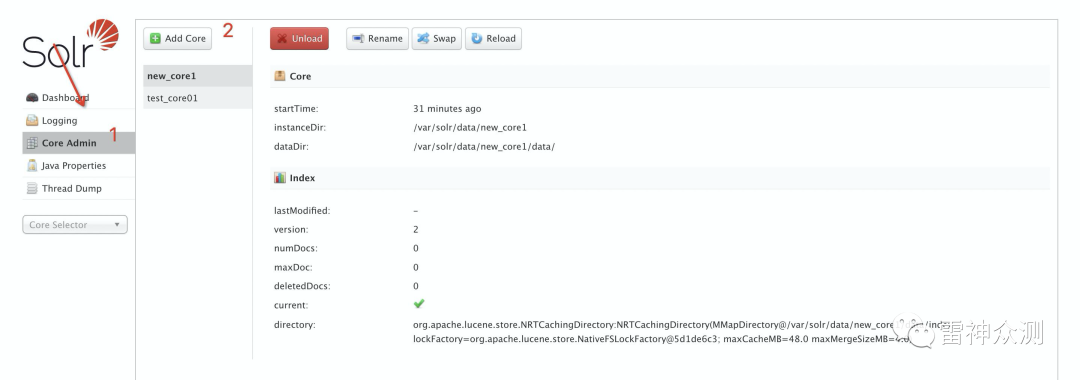 Solr
Dashboard
Logging
1
Core Admin
Java Properties
Thread Dump
Core Selector
Add Core
2
new_core1
test_core01
Unload
Rename
Swap
Reload
Core
startTime: 31 minutes ago
instanceDir: /var/solr/data/new_core1
dataDir: /var/solr/data/new_core1/data/
Index
lastModified: –
version: 2
numDocs: 0
maxDoc: 0
deletedDocs: 0
current:
directory: org.apache.lucene.store.NRTCachingDirectory:NRTCachingDirectory(MMapDirectory@/var/solr/data/new_core
lockFactory=org.apache.lucene.store.NativeFSLockFactory@5d1de6c3; maxCacheMB=48.0
雷神众测